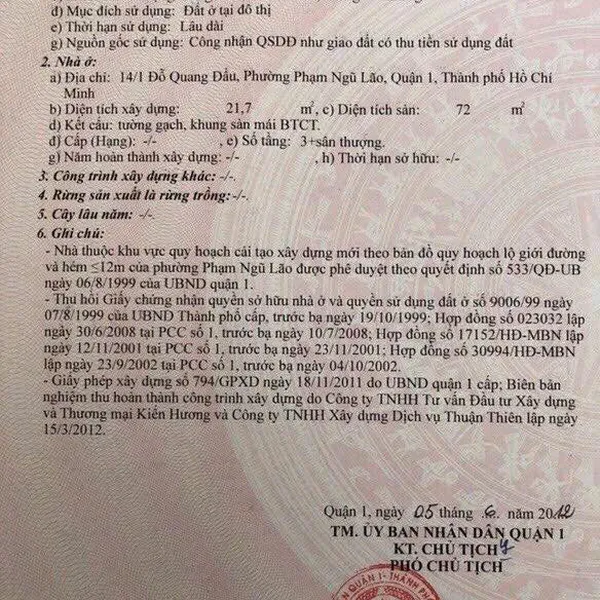 đ) Mục đích sử dụng: Đất ở tại đô thị
e) Thời hạn sử dụng: Lâu dài
g) Nguồn gốc sử dụng: Công nhận QSDĐ như giao đất có thu tiền sử dụng đất
2. Nhà ở:
a) Địa chỉ: 14/1 Đỗ Quang Đẩu, Phường Phạm Ngũ Lão, Quận 1, Thành phố Hồ Chí
Minh
b) Diện tích xây dựng: 21,7 m², c) Diện tích sàn: 72 m²
d) Kết cấu: tường gạch, khung sàn mái BTCT.
đ) Cấp (Hạng): -/- , e) Số tầng: 3+sân thượng.
g) Năm hoàn thành xây dựng: -/- , h) Thời hạn sở hữu: -/-
3. Công trình xây dựng khác: -/-.
4. Rừng sản xuất là rừng trồng: -/-.
5. Cây lâu năm: -/-.
6. Ghi chú:
- Nhà thuộc khu vực quy hoạch cải tạo xây dựng mới theo bản đồ quy hoạch lộ giới đường
và hẻm ≤12m của phường Phạm Ngũ Lão được phê duyệt theo quyết định số 533/QĐ-UB
ngày 06/8/1999 của UBND quận 1.
- Thu hồi Giấy chứng nhận quyền sở hữu nhà ở và quyền sử dụng đất ở số 9006/99 ngày
07/8/1999 của UBND Thành phố cấp, trước bạ ngày 19/10/1999; Hợp đồng số 023032 lập
ngày 30/6/2008 tại PCC số 1, trước bạ ngày 10/7/2008; Hợp đồng số 17152/HĐ-MBN lập
ngày 12/11/2001 tại PCC số 1, trước bạ ngày 23/11/2001; Hợp đồng số 30994/HĐ-MBN
lập ngày 23/9/2002 tại PCC số 1, trước bạ ngày 04/10/2002.
- Giấy phép xây dựng số 794/GPXD ngày 18/11/2011 do UBND quận 1 cấp; Biên bản
nghiệm thu hoàn thành công trình xây dựng do Công ty TNHH Tư vấn Đầu tư Xây dựng
và Thương mại Kiến Hương và Công ty TNHH Xây dựng Dịch vụ Thuận Thiên lập ngày
15/3/2012.
Quận 1, ngày 05 tháng 6. năm 2012
TM. ỦY BAN NHÂN DÂN QUẬN 1
KT. CHỦ TỊCH
PHÓ CHỦ TỊCH
QUẬN 1 - THÀNH PH